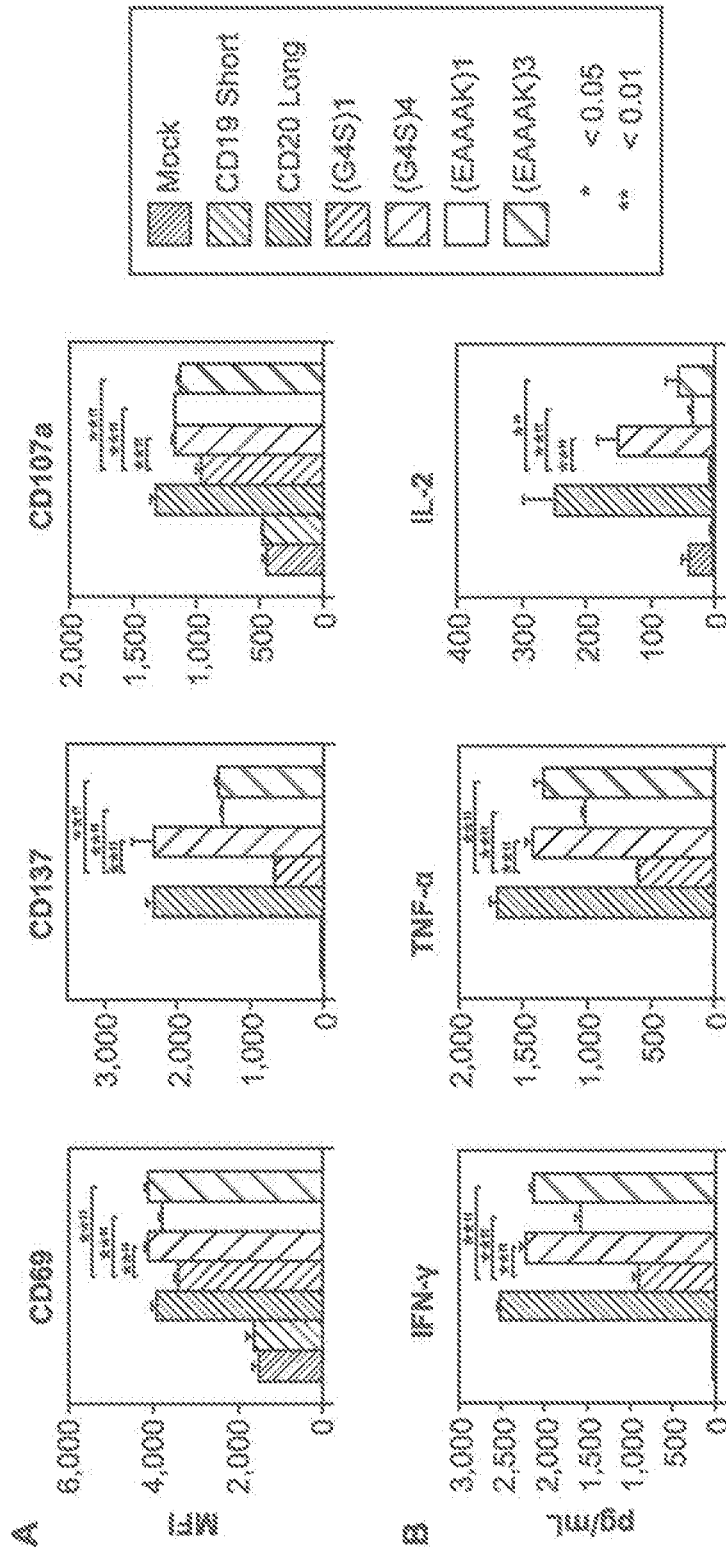 A
CD69
MFI
6,000
4,000
2,000
0
CD137
3,000
2,000
1,000
0
CD107a
2,000
1,500
1,000
500
0
B
IFN-γ
pg/mL
3,000
2,500
2,000
1,500
1,000
500
0
TNF-α
2,000
1,500
1,000
500
0
IL-2
400
300
200
100
0
Mock
CD19 Short
CD20 Long
(G4S)1
(G4S)4
(EAAAK)1
(EAAAK)3
* < 0.05
** < 0.01